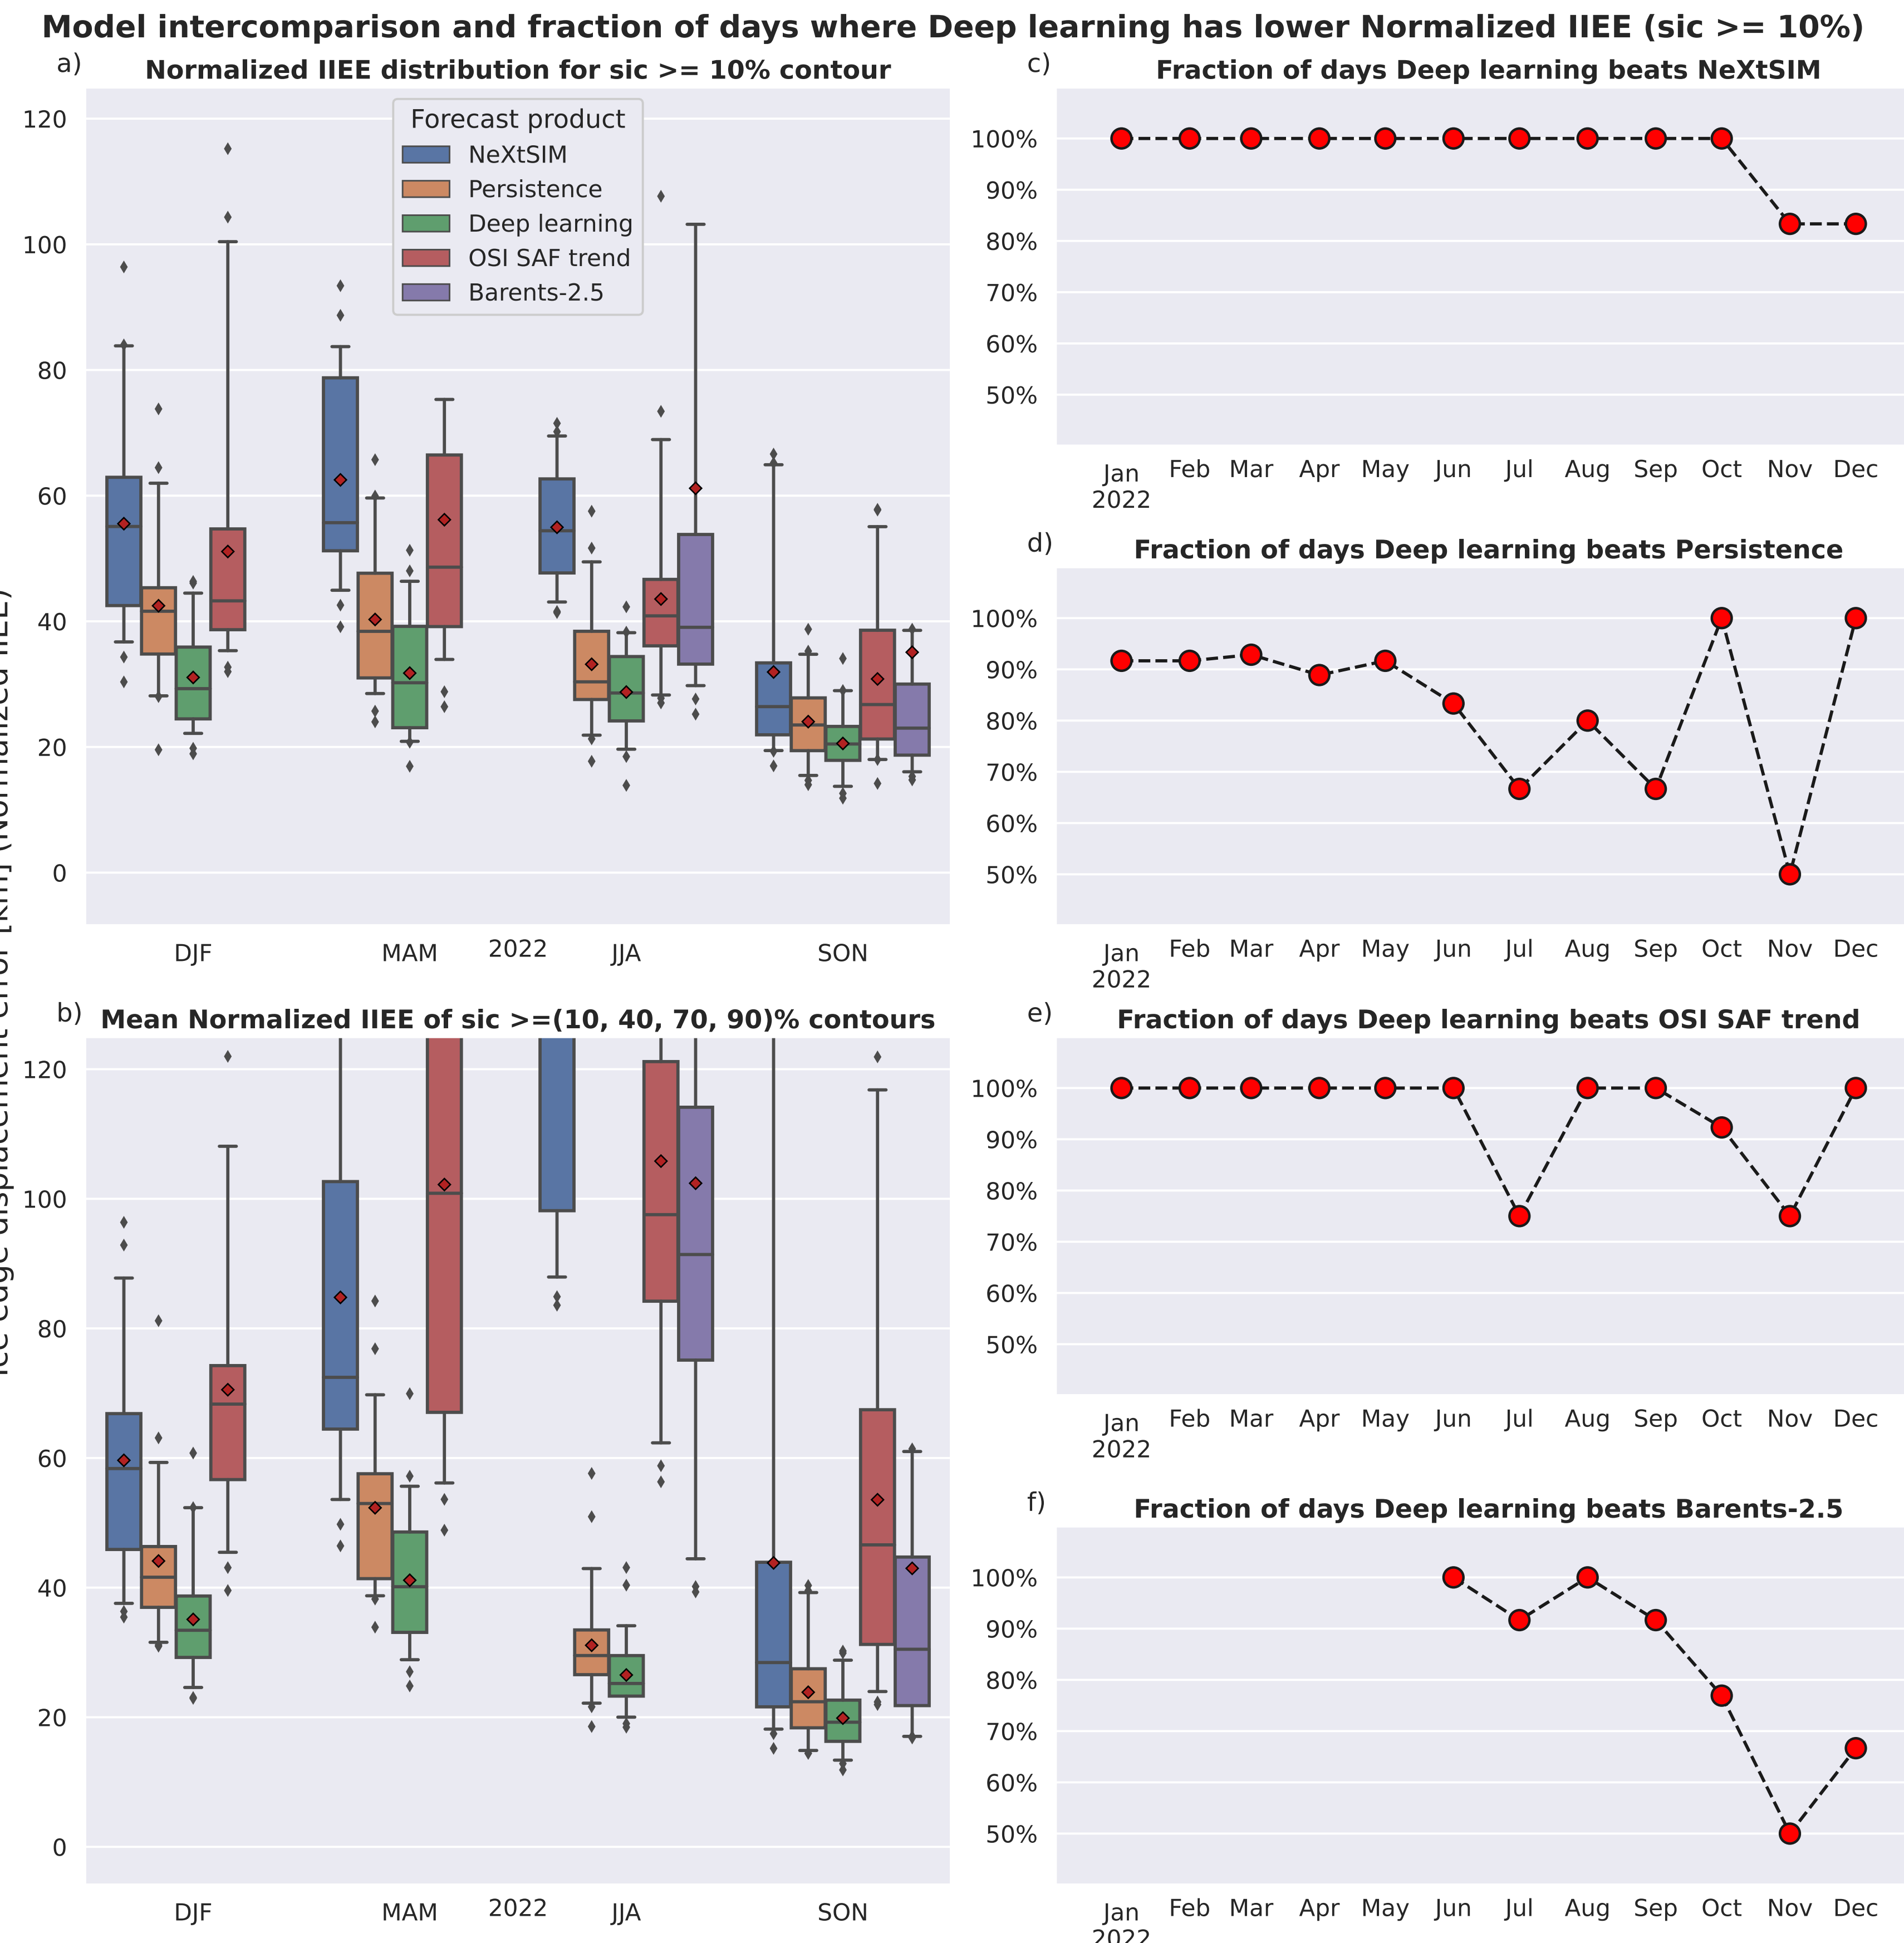 Model intercomparison and fraction of days where Deep learning has lower Normalized IIEE (sic >= 10%)
a)
Normalized IIEE distribution for sic >= 10% contour
120
100
80
60
40
20
0
Forecast product
NeXtSIM
Persistence
Deep learning
OSI SAF trend
Barents-2.5
DJF
MAM
2022
JJA
SON
b)
Mean Normalized IIEE of sic >=(10, 40, 70, 90)% contours
120
100
80
60
40
20
0
DJF
MAM
2022
JJA
SON
c)
Fraction of days Deep learning beats NeXtSIM
100%
90%
80%
70%
60%
50%
Jan Feb Mar Apr May Jun Jul Aug Sep Oct Nov Dec
2022
d)
Fraction of days Deep learning beats Persistence
100%
90%
80%
70%
60%
50%
Jan Feb Mar Apr May Jun Jul Aug Sep Oct Nov Dec
2022
e)
Fraction of days Deep learning beats OSI SAF trend
100%
90%
80%
70%
60%
50%
Jan Feb Mar Apr May Jun Jul Aug Sep Oct Nov Dec
2022
f)
Fraction of days Deep learning beats Barents-2.5
100%
90%
80%
70%
60%
50%
Jan Feb Mar Apr May Jun Jul Aug Sep Oct Nov Dec
2022